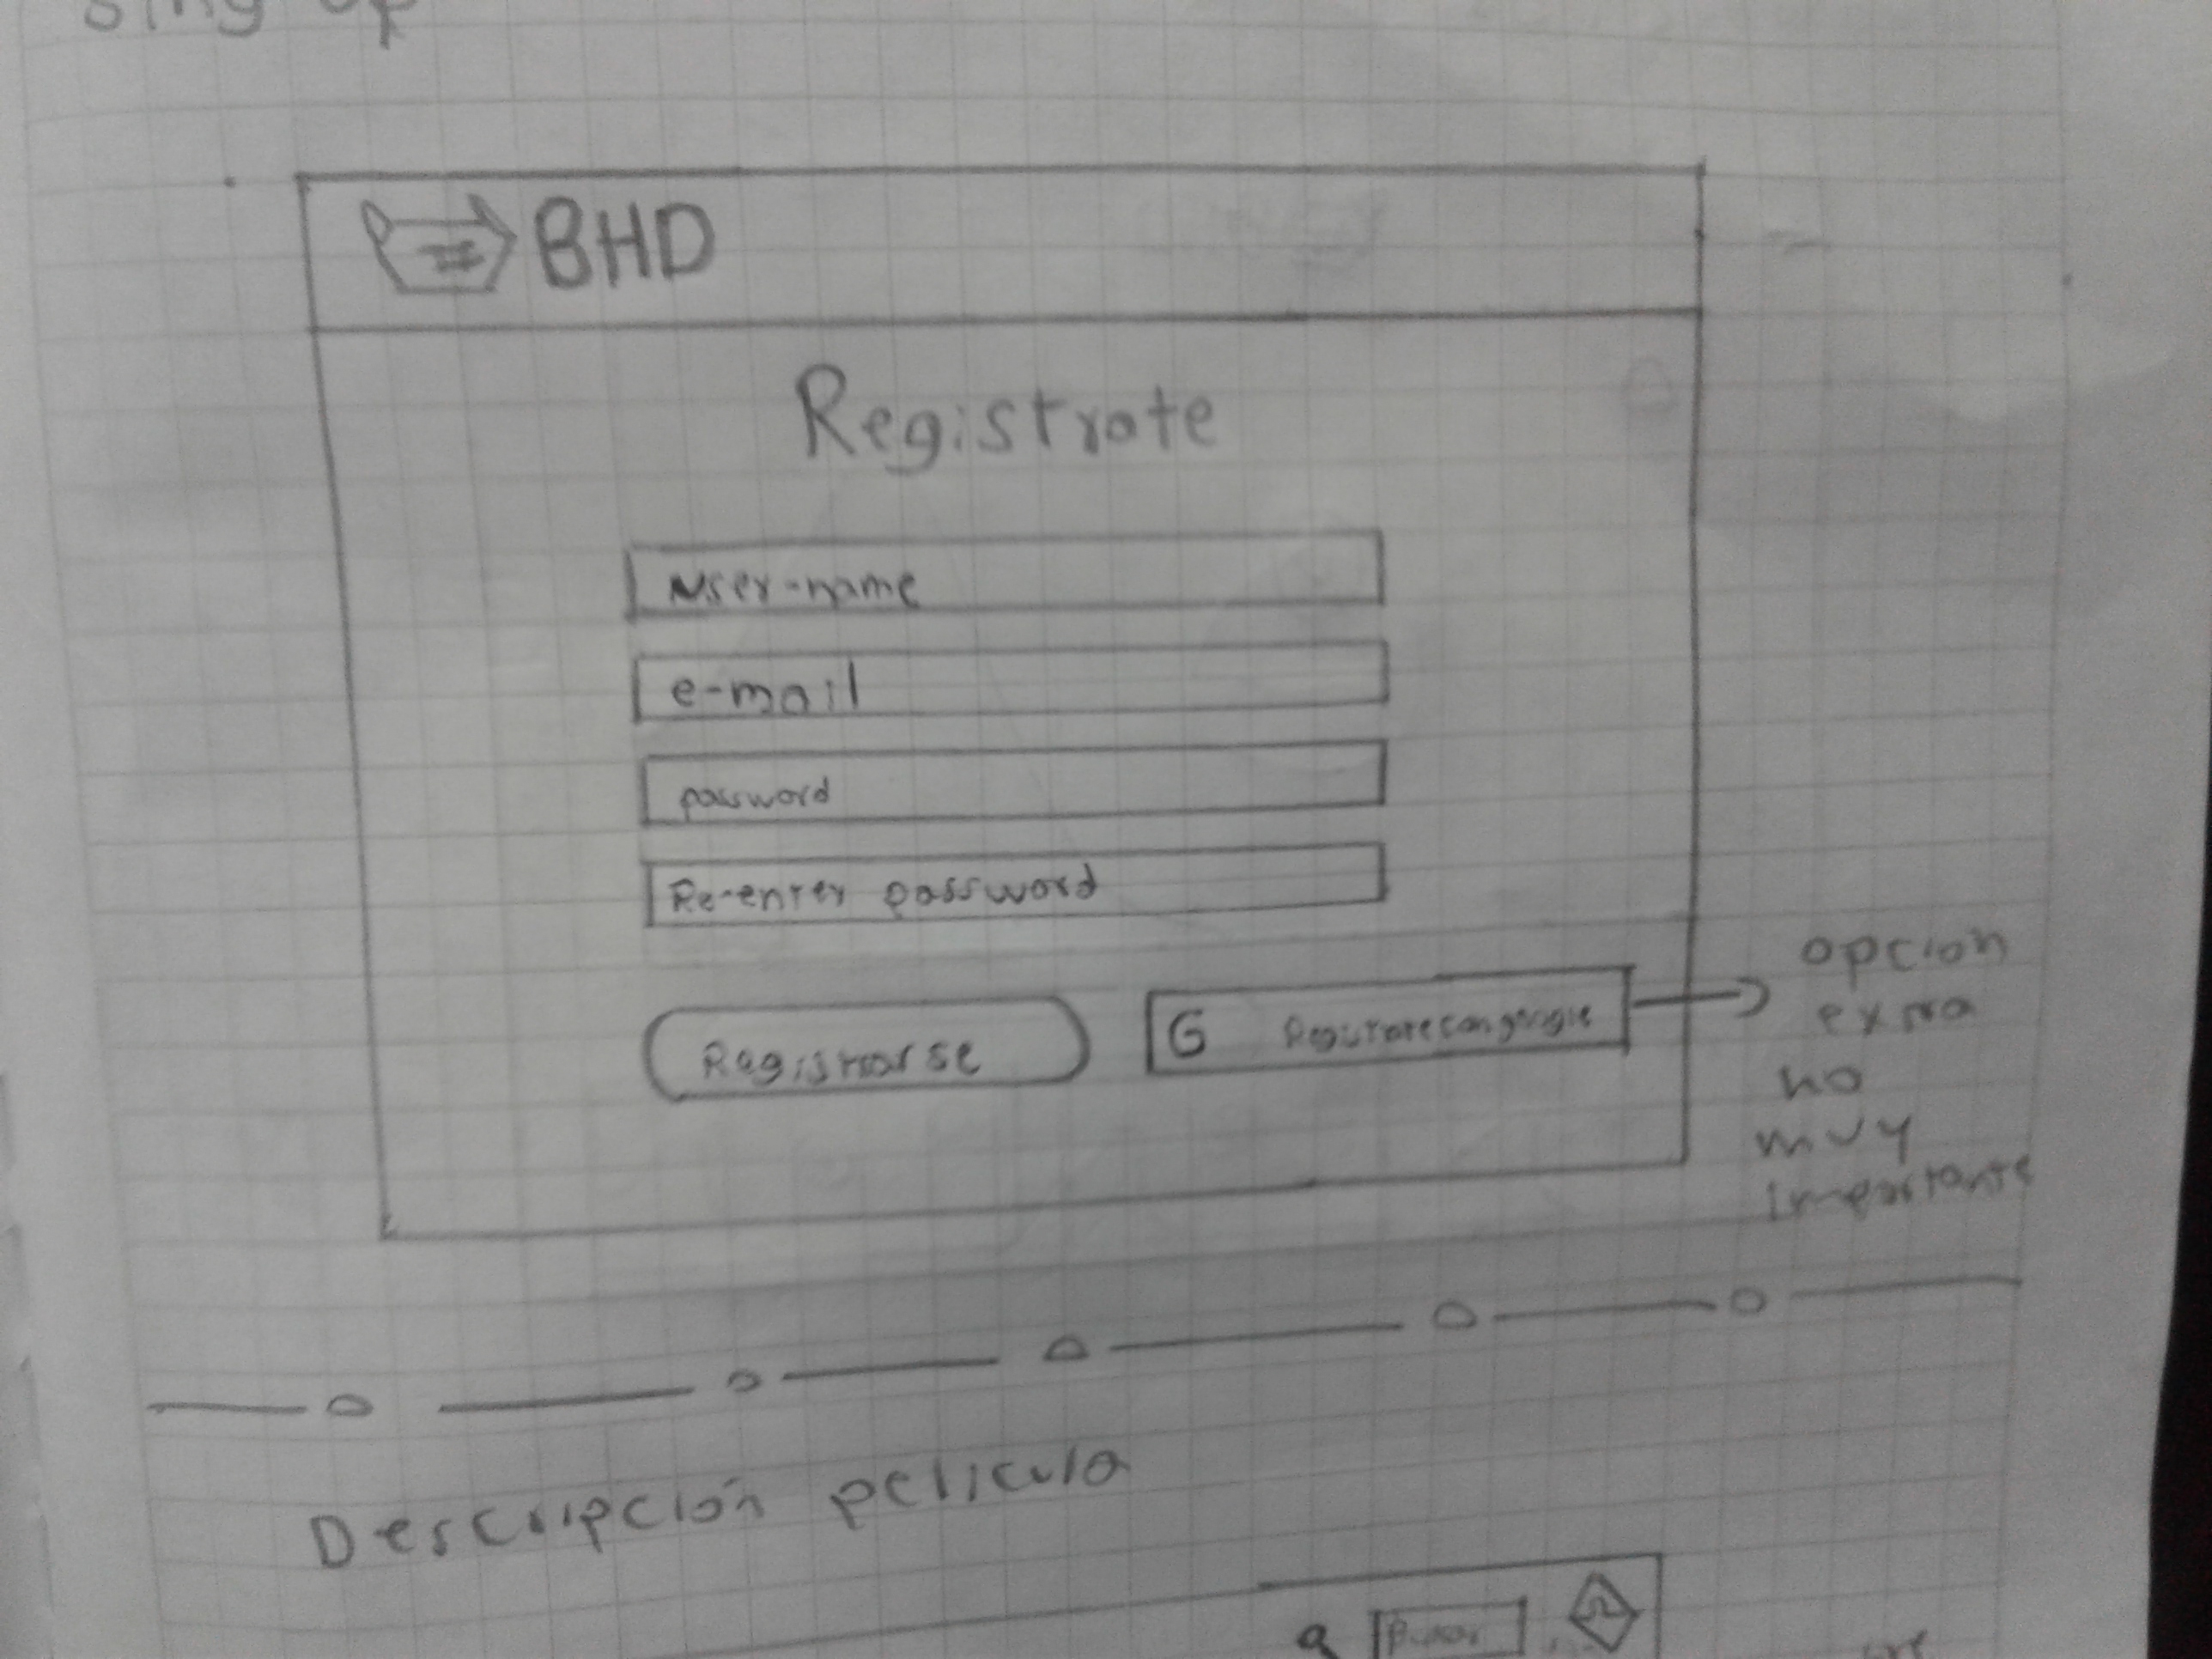 sing up
BHD
Registrate
User-name
e-mail
password
Re-enter password
Registrarse
G Registrate con google
opcion
extra
no
muy
importante
Descripción pelicula
Buscar